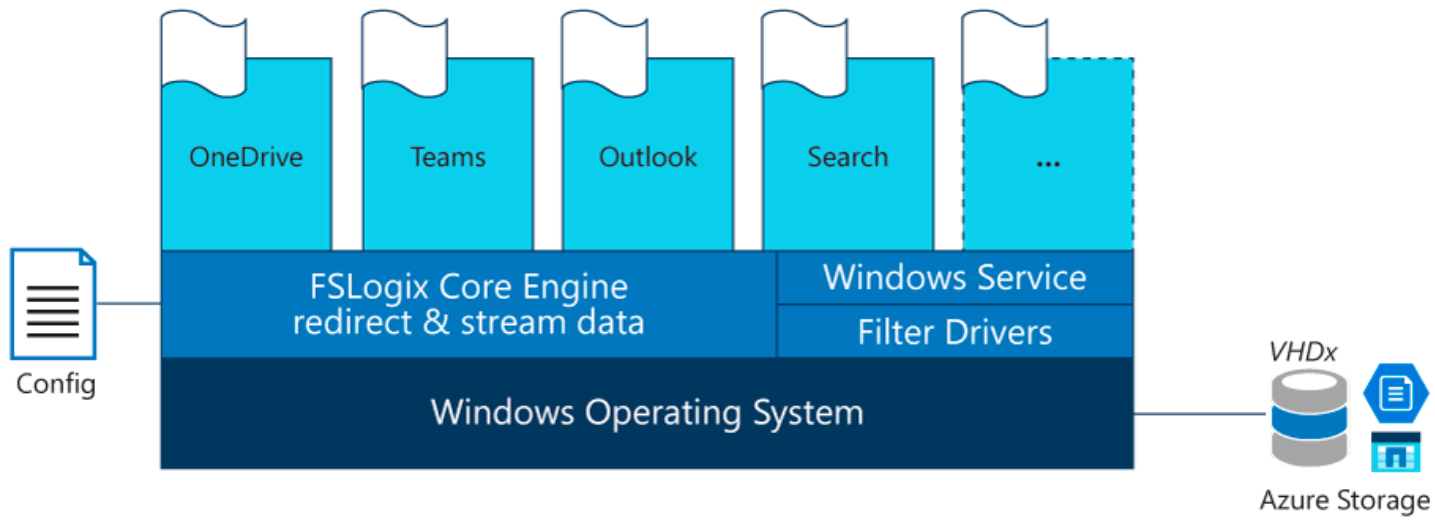 OneDrive
Teams
Outlook
Search
...
FSLogix Core Engine
redirect & stream data
Windows Service
Filter Drivers
Config
Windows Operating System
VHDx
Azure Storage